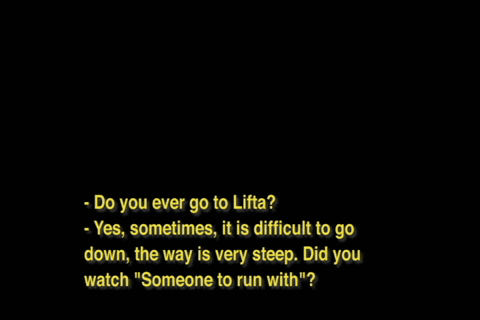 - Do you ever go to Lifta?
- Yes, sometimes, it is difficult to go
down, the way is very steep. Did you
watch "Someone to run with"?